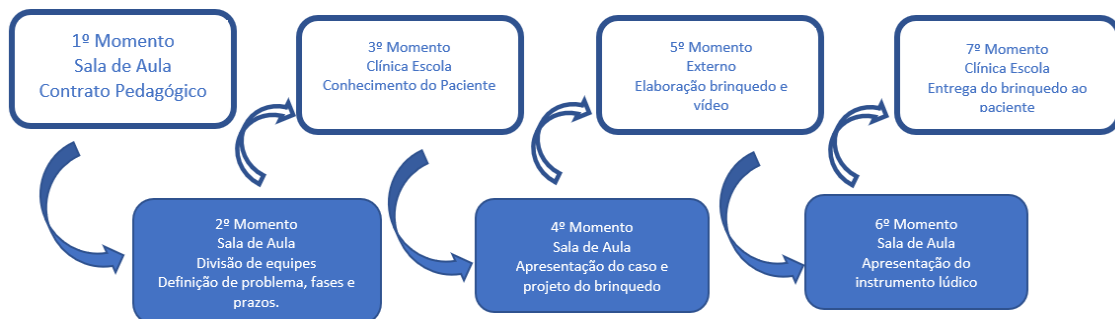 1º Momento
Sala de Aula
Contrato Pedagógico
2º Momento
Sala de Aula
Divisão de equipes
Definição de problema, fases e
prazos.
3º Momento
Clínica Escola
Conhecimento do Paciente
4º Momento
Sala de Aula
Apresentação do caso e
projeto do brinquedo
5º Momento
Externo
Elaboração brinquedo e
vídeo
6º Momento
Sala de Aula
Apresentação do
instrumento lúdico
7º Momento
Clínica Escola
Entrega do brinquedo ao
paciente